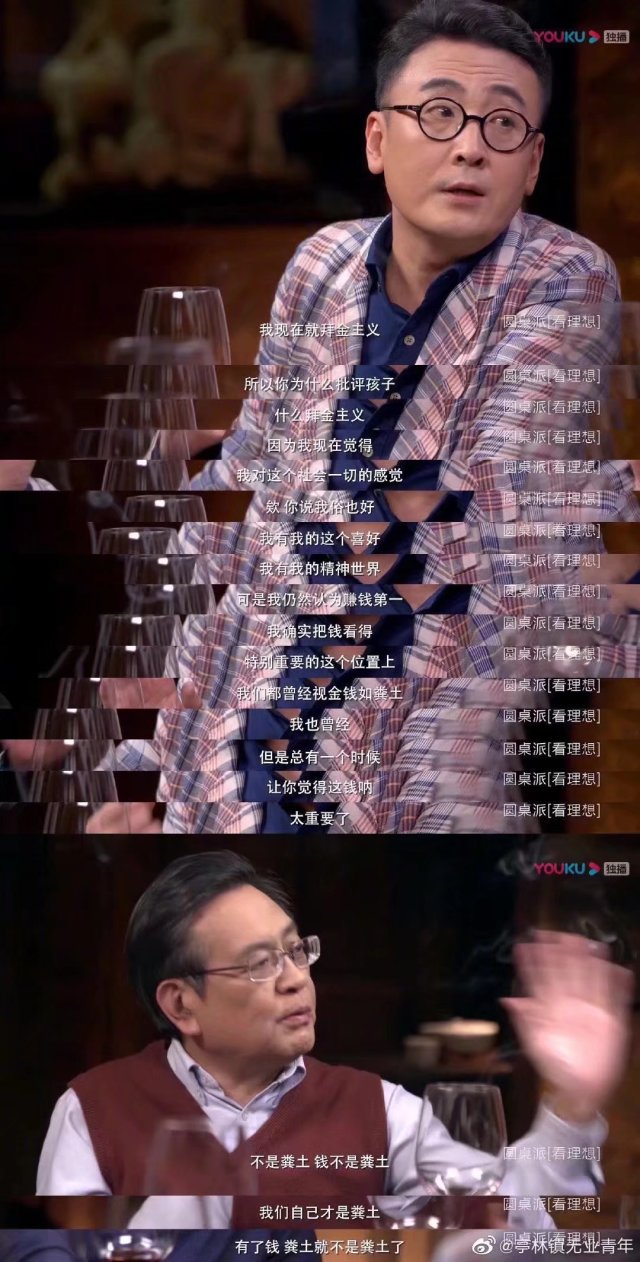 YOUKU 独播
我现在就拜金主义
圆桌派[看理想]
所以你为什么批评孩子
圆桌派[看理想]
什么拜金主义
圆桌派[看理想]
因为我现在觉得
圆桌派[看理想]
我对这个社会一切的感觉
圆桌派[看理想]
欸 你说我俗也好
圆桌派[看理想]
我有我的这个喜好
圆桌派[看理想]
我有我的精神世界
圆桌派[看理想]
可是我仍然认为赚钱第一
圆桌派[看理想]
我确实把钱看得
圆桌派[看理想]
特别重要的这个位置上
圆桌派[看理想]
我们都曾经视金钱如粪土
圆桌派[看理想]
我也曾经
圆桌派[看理想]
但是总有一个时候
圆桌派[看理想]
让你觉得这钱呐
圆桌派[看理想]
太重要了
圆桌派[看理想]
YOUKU 独播
不是粪土 钱不是粪土
圆桌派[看理想]
我们自己才是粪土
圆桌派[看理想]
有了钱 粪土就不是粪土了
圆桌派[看理想]
@亭林镇无业青年